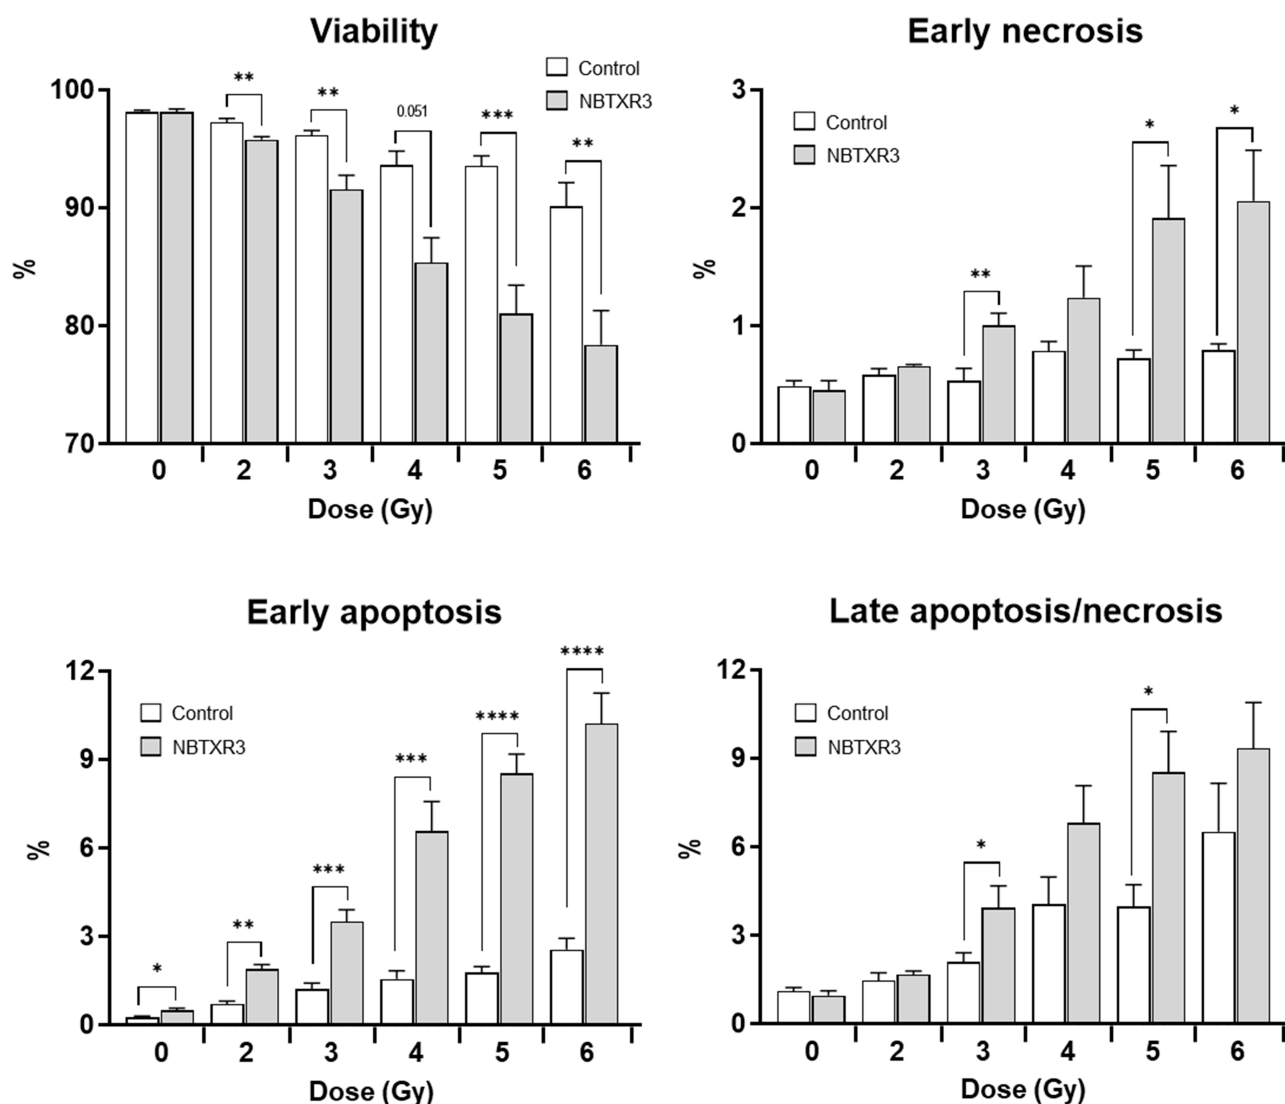 Viability
Control
NBTXR3
** ** 0.051 *** **
100
90
80
70
%
0 2 3 4 5 6
Dose (Gy)
Early necrosis
Control
NBTXR3
** * *
3
2
1
0
%
0 2 3 4 5 6
Dose (Gy)
Early apoptosis
Control
NBTXR3
* ** *** *** **** ****
12
9
6
3
0
%
0 2 3 4 5 6
Dose (Gy)
Late apoptosis/necrosis
Control
NBTXR3
* *
12
9
6
3
0
%
0 2 3 4 5 6
Dose (Gy)